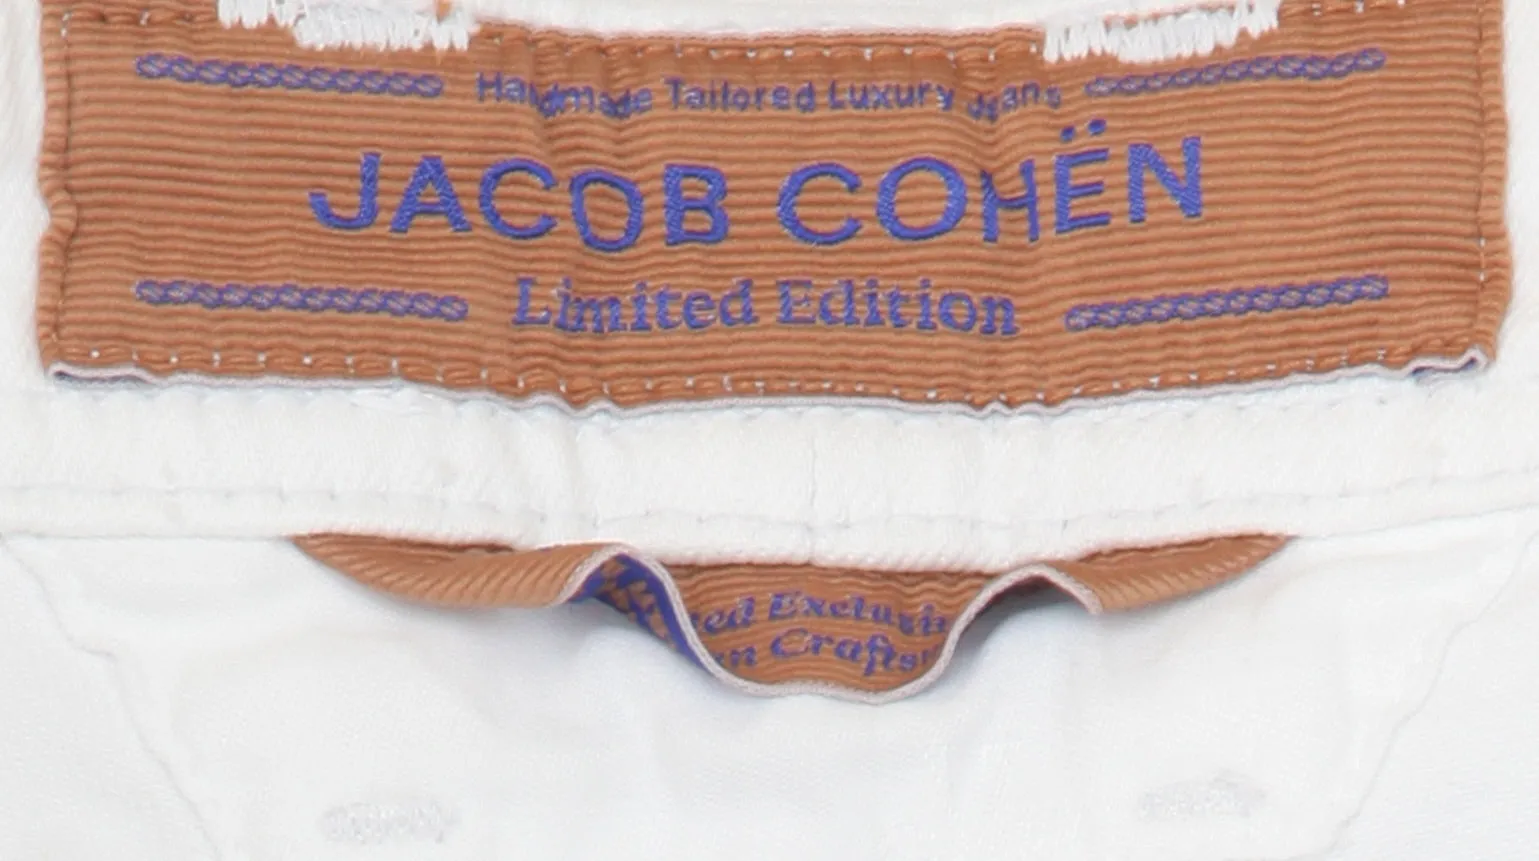 Handmade Tailored Luxury Jeans
JACOB COHËN
Limited Edition